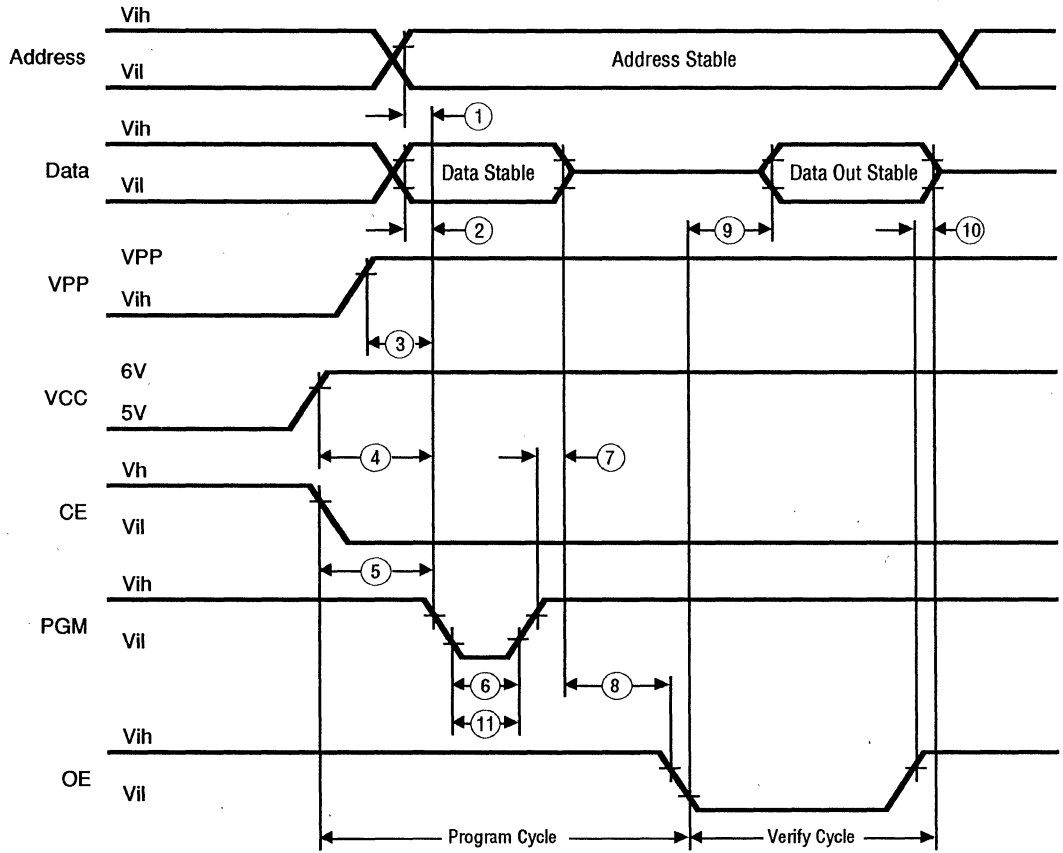 Vih
Address
Vil
Address Stable
1
Vih
Data
Vil
Data Stable
Data Out Stable
2
9
10
VPP
VPP
Vih
3
6V
VCC
5V
4
7
Vh
CE
Vil
5
Vih
PGM
Vil
6
8
11
Vih
OE
Vil
Program Cycle
Verify Cycle